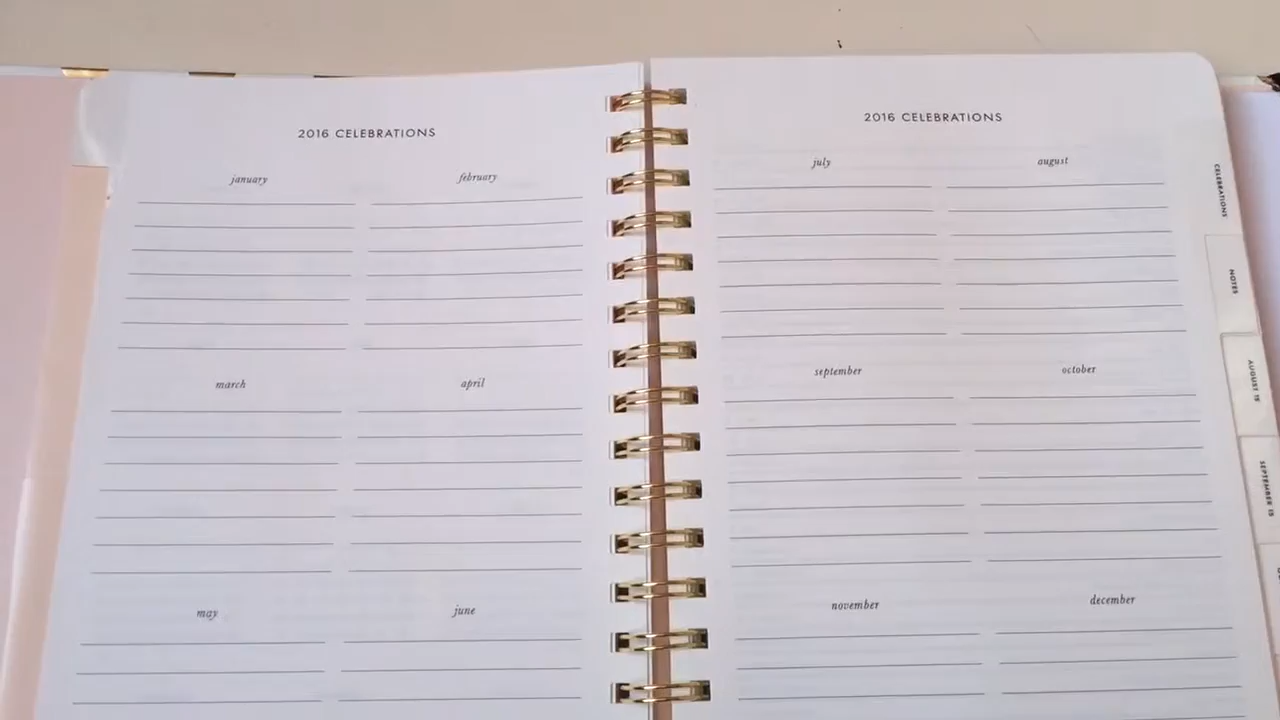 2016 CELEBRATIONS
january february
march april
may june
2016 CELEBRATIONS
july august
september october
november december
CELEBRATIONS
NOTES
AUGUST 15
SEPTEMBER 15